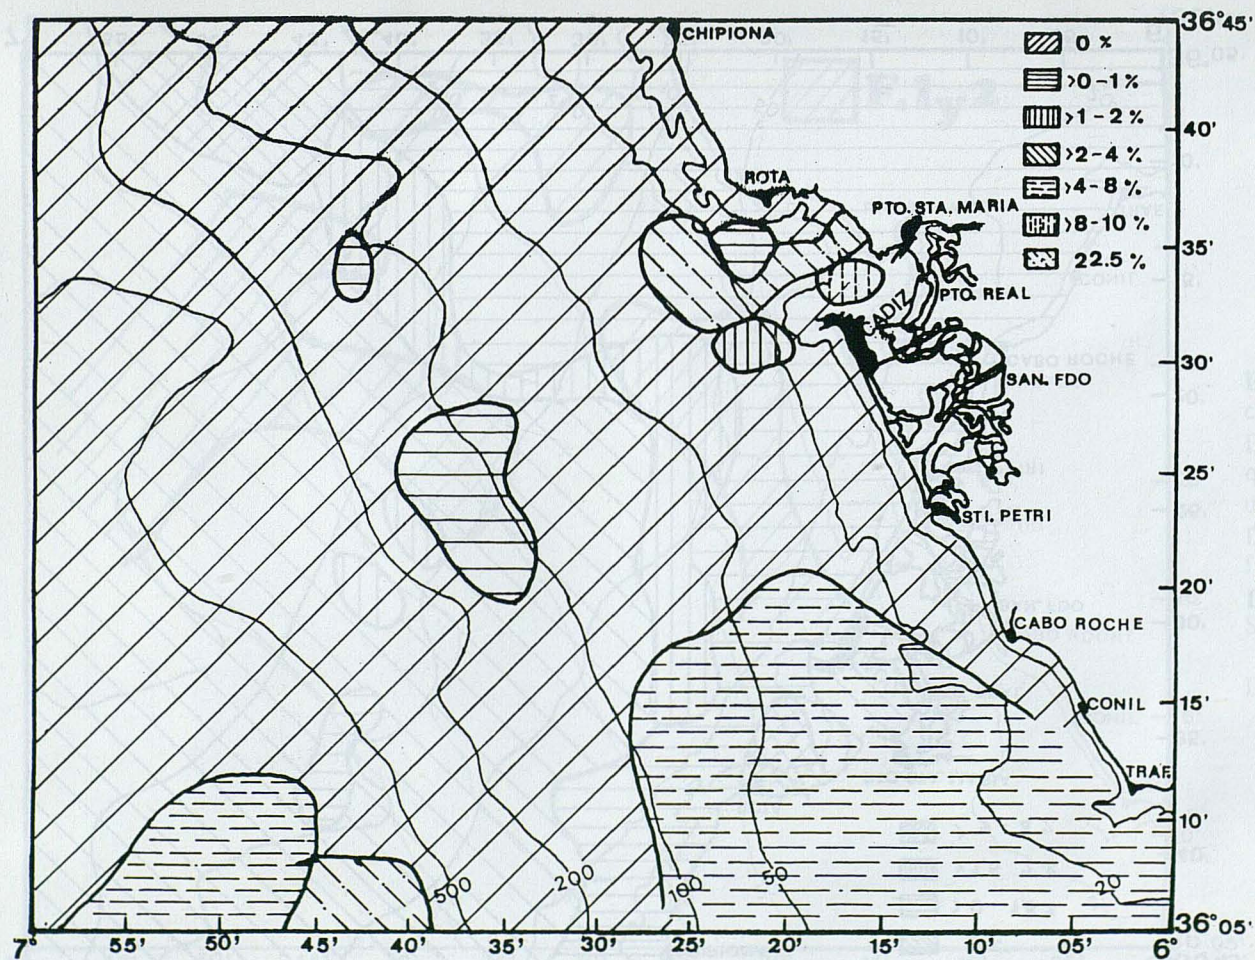 36°45'
CHIPIONA
0 %
>0-1%
>1-2%
40'
>2-4 %
ROTA
>4-8 %
PTO. STA. MARIA
>8-10 %
35'
22.5 %
PTO. REAL
CADIZ
30'
SAN. FDO
25'
STI. PETRI
20'
CABO ROCHE
15'
CONIL
TRAF.
10'
500
200
100
50
20
36°05'
7° 55' 50' 45' 40' 35' 30' 25' 20' 15' 10' 05' 6°